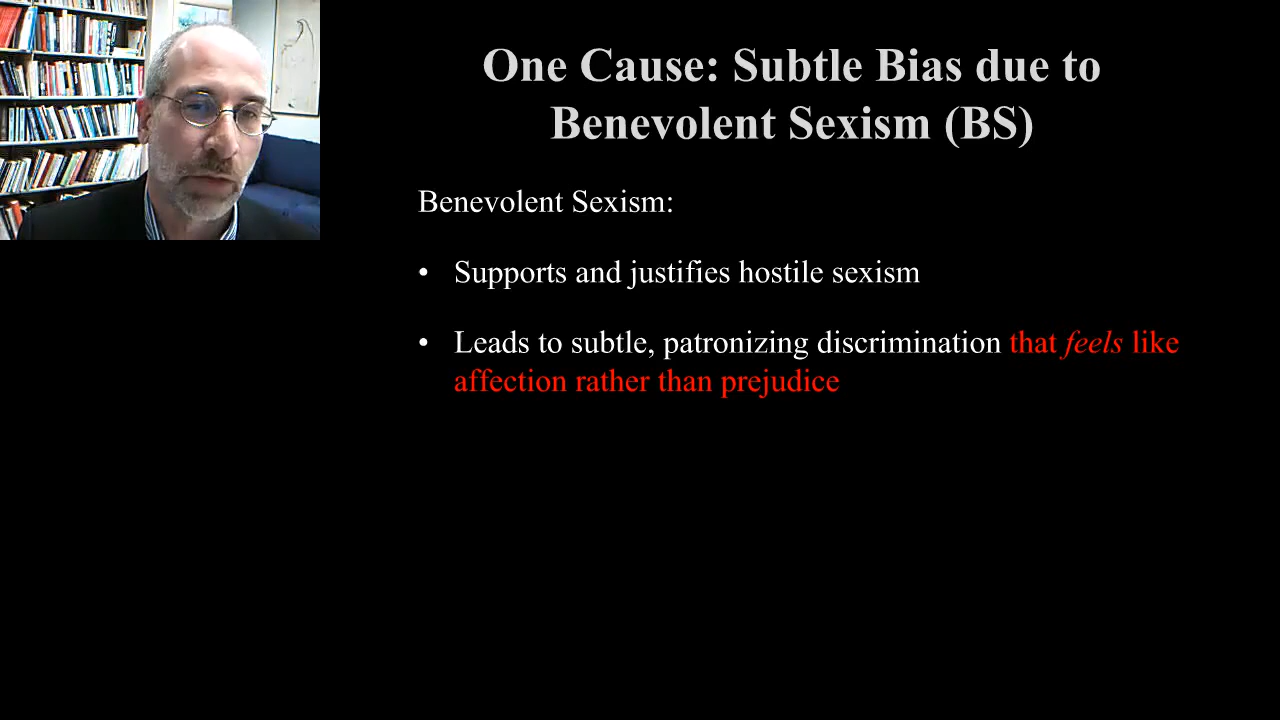 One Cause: Subtle Bias due to
Benevolent Sexism (BS)
Benevolent Sexism:
• Supports and justifies hostile sexism
• Leads to subtle, patronizing discrimination that feels like
affection rather than prejudice